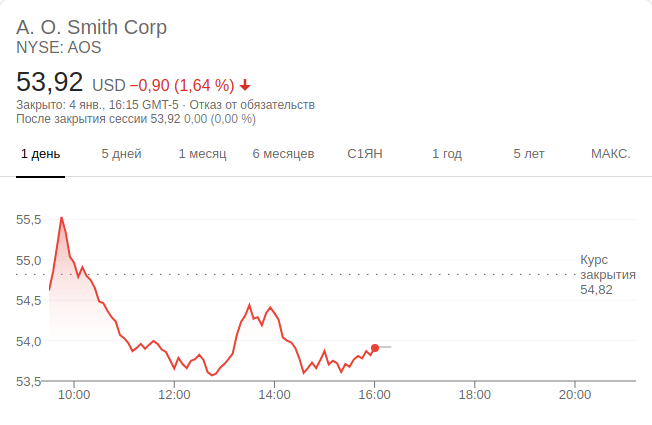 A. O. Smith Corp
NYSE: AOS
53,92 USD −0,90 (1,64 %)
Закрыто: 4 янв., 16:15 GMT-5 · Отказ от обязательств
После закрытия сессии 53,92 0,00 (0,00 %)
1 день 5 дней 1 месяц 6 месяцев С1ЯН 1 год 5 лет МАКС.
55,5
55,0
54,5
54,0
53,5
Курс
закрытия
54,82
10:00 12:00 14:00 16:00 18:00 20:00